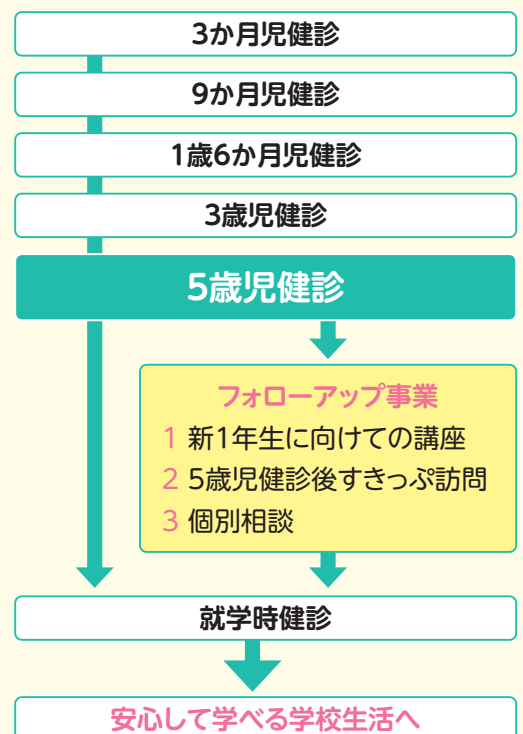 3か月児健診
9か月児健診
1歳6か月児健診
3歳児健診
5歳児健診
フォローアップ事業
1 新1年生に向けての講座
2 5歳児健診後すきっぷ訪問
3 個別相談
就学時健診
安心して学べる学校生活へ